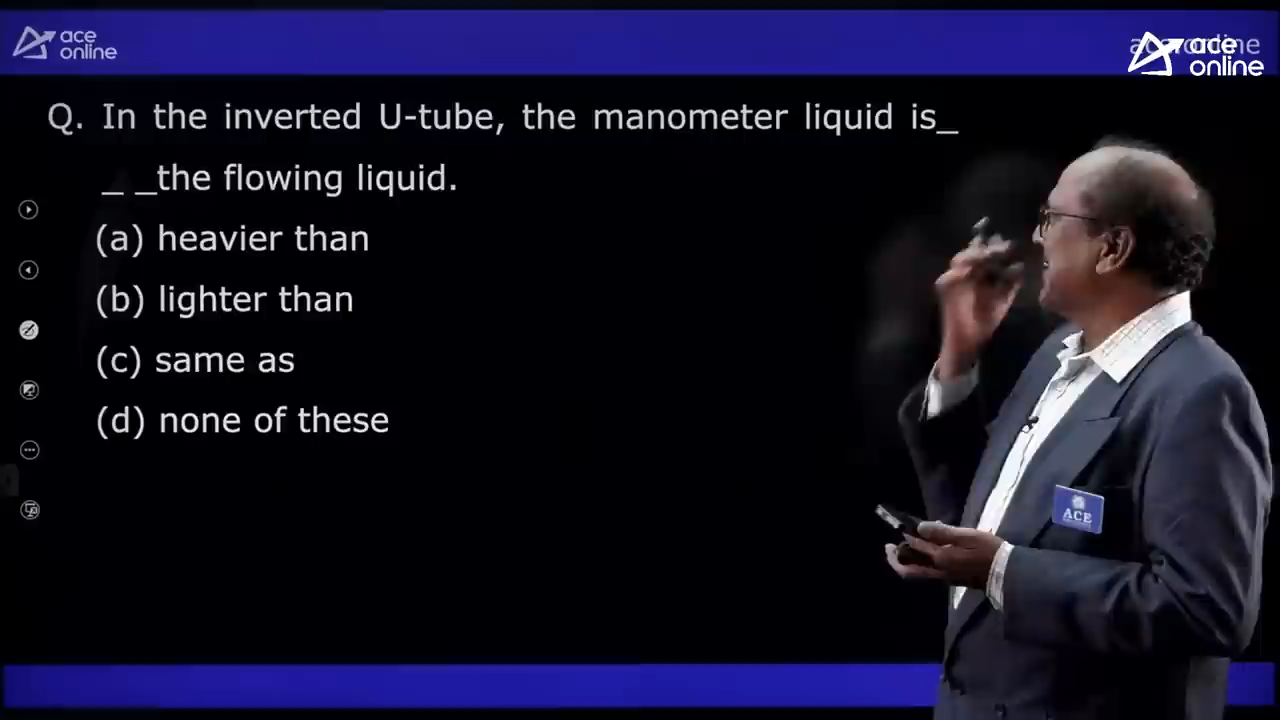 ace
online
ace
online
Q. In the inverted U-tube, the manometer liquid is_
_ _the flowing liquid.
(a) heavier than
(b) lighter than
(c) same as
(d) none of these
ACE